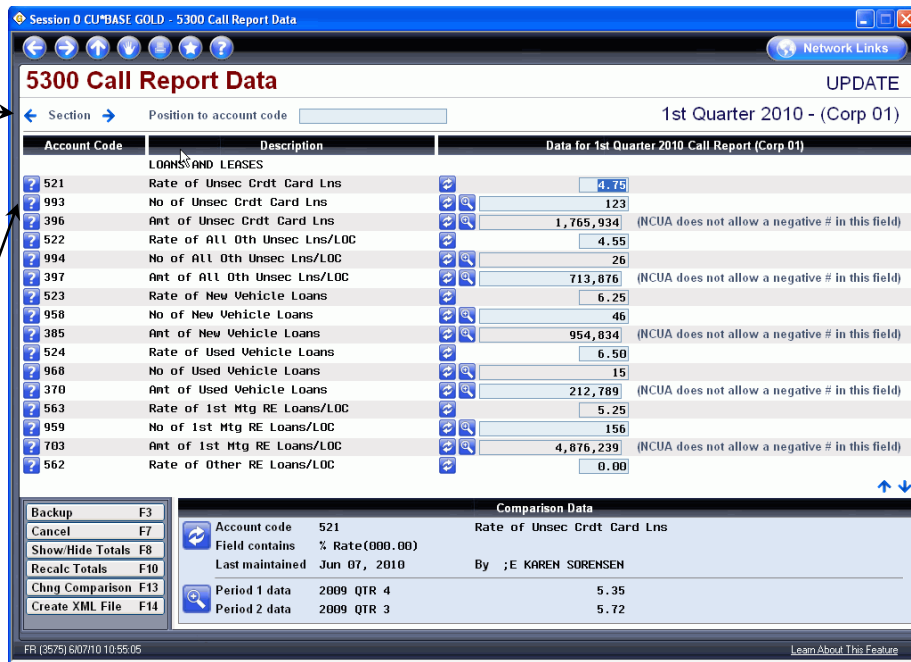 Session 0 CU*BASE GOLD - 5300 Call Report Data
Network Links
5300 Call Report Data UPDATE
Section Position to account code 1st Quarter 2010 - (Corp 01)
Account Code Description Data for 1st Quarter 2010 Call Report (Corp 01)
LOANS AND LEASES
521 Rate of Unsec Crdt Card Lns 4.75
993 No of Unsec Crdt Card Lns 123
396 Amt of Unsec Crdt Card Lns 1,765,934 (NCUA does not allow a negative # in this field)
522 Rate of All Oth Unsec Lns/LOC 4.55
994 No of All Oth Unsec Lns/LOC 26
397 Amt of All Oth Unsec Lns/LOC 713,876 (NCUA does not allow a negative # in this field)
523 Rate of New Vehicle Loans 6.25
958 No of New Vehicle Loans 46
385 Amt of New Vehicle Loans 954,834 (NCUA does not allow a negative # in this field)
524 Rate of Used Vehicle Loans 6.50
968 No of Used Vehicle Loans 15
370 Amt of Used Vehicle Loans 212,789 (NCUA does not allow a negative # in this field)
563 Rate of 1st Mtg RE Loans/LOC 5.25
959 No of 1st Mtg RE Loans/LOC 156
703 Amt of 1st Mtg RE Loans/LOC 4,876,239 (NCUA does not allow a negative # in this field)
562 Rate of Other RE Loans/LOC 0.00
Backup F3
Cancel F7
Show/Hide Totals F8
Recalc Totals F10
Chng Comparison F13
Create XML File F14
Comparison Data
Account code 521 Rate of Unsec Crdt Card Lns
Field contains % Rate(000.00)
Last maintained Jun 07, 2010 By ;E KAREN SORENSEN
Period 1 data 2009 QTR 4 5.35
Period 2 data 2009 QTR 3 5.72
FR (3575) 6/07/10 10:55:05 Learn About This Feature